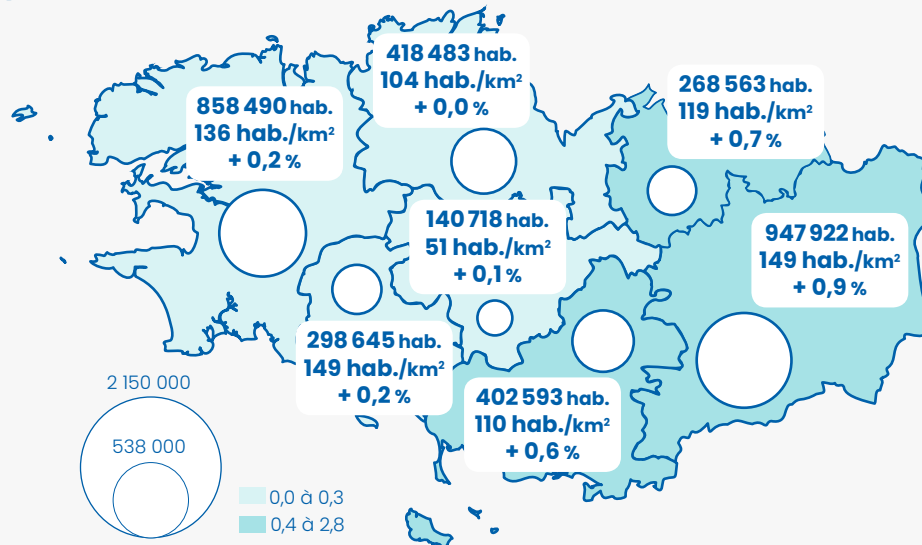 418 483 hab.
104 hab./km²
+ 0,0 %
268 563 hab.
119 hab./km²
+ 0,7 %
858 490 hab.
136 hab./km²
+ 0,2 %
140 718 hab.
51 hab./km²
+ 0,1 %
947 922 hab.
149 hab./km²
+ 0,9 %
298 645 hab.
149 hab./km²
+ 0,2 %
402 593 hab.
110 hab./km²
+ 0,6 %
2 150 000
538 000
0,0 à 0,3
0,4 à 2,8